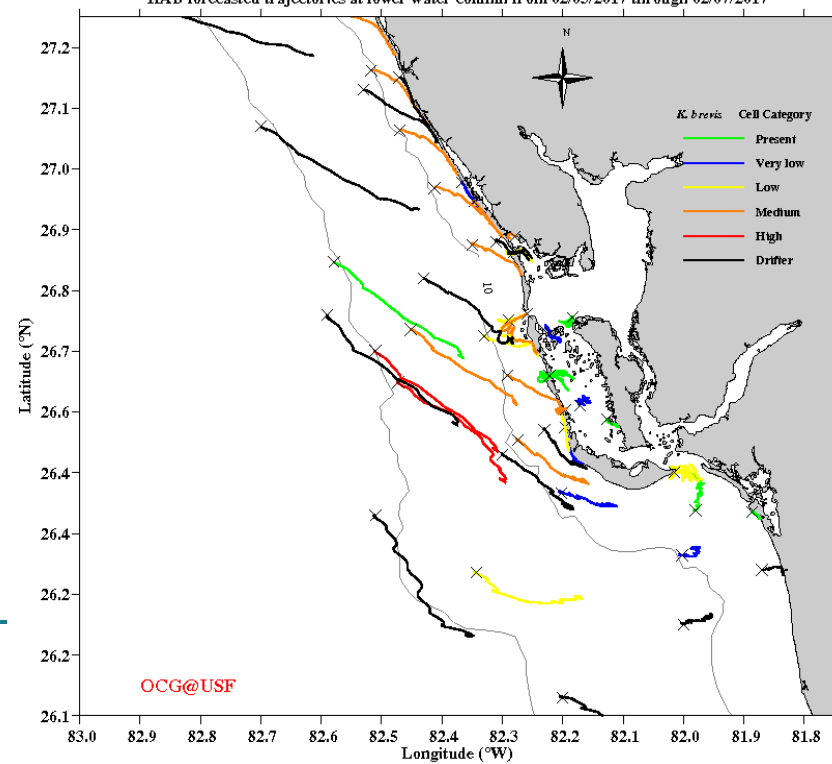 HAB forecasted trajectories at lower water column from 02/03/2017 through 02/07/2017
N
K. brevis Cell Category
Present
Very low
Low
Medium
High
Drifter
10
27.2
27.1
27.0
26.9
26.8
26.7
26.6
26.4
26.4
26.2
26.2
26.1
Latitude (°N)
OCG@USF
83.0 82.9 82.8 82.7 82.6 82.5 82.4 82.3 82.2 82.1 82.0 81.9 81.8
Longitude (°W)